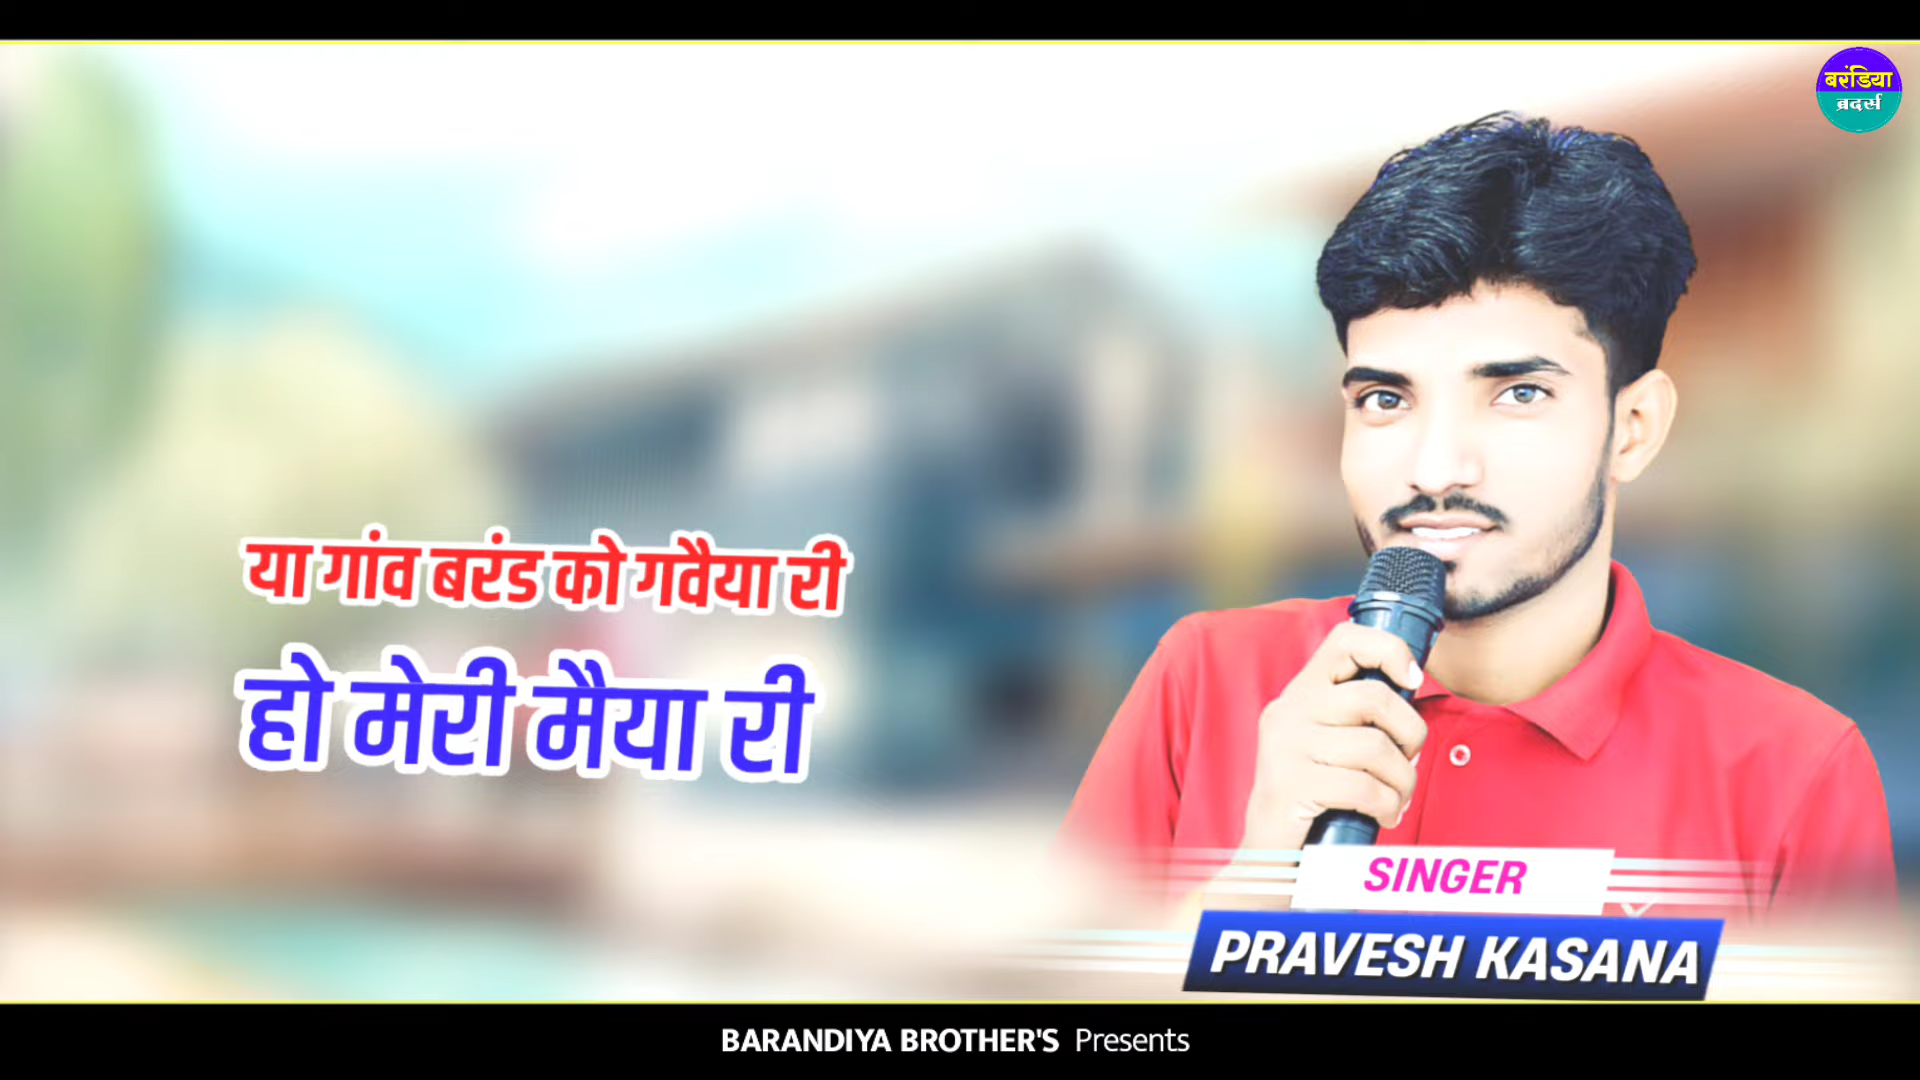 बरंडिया
ब्रदर्स
या गांव बरंड को गवैया री
हो मेरी मैया री
SINGER
PRAVESH KASANA
BARANDIYA BROTHER'S Presents